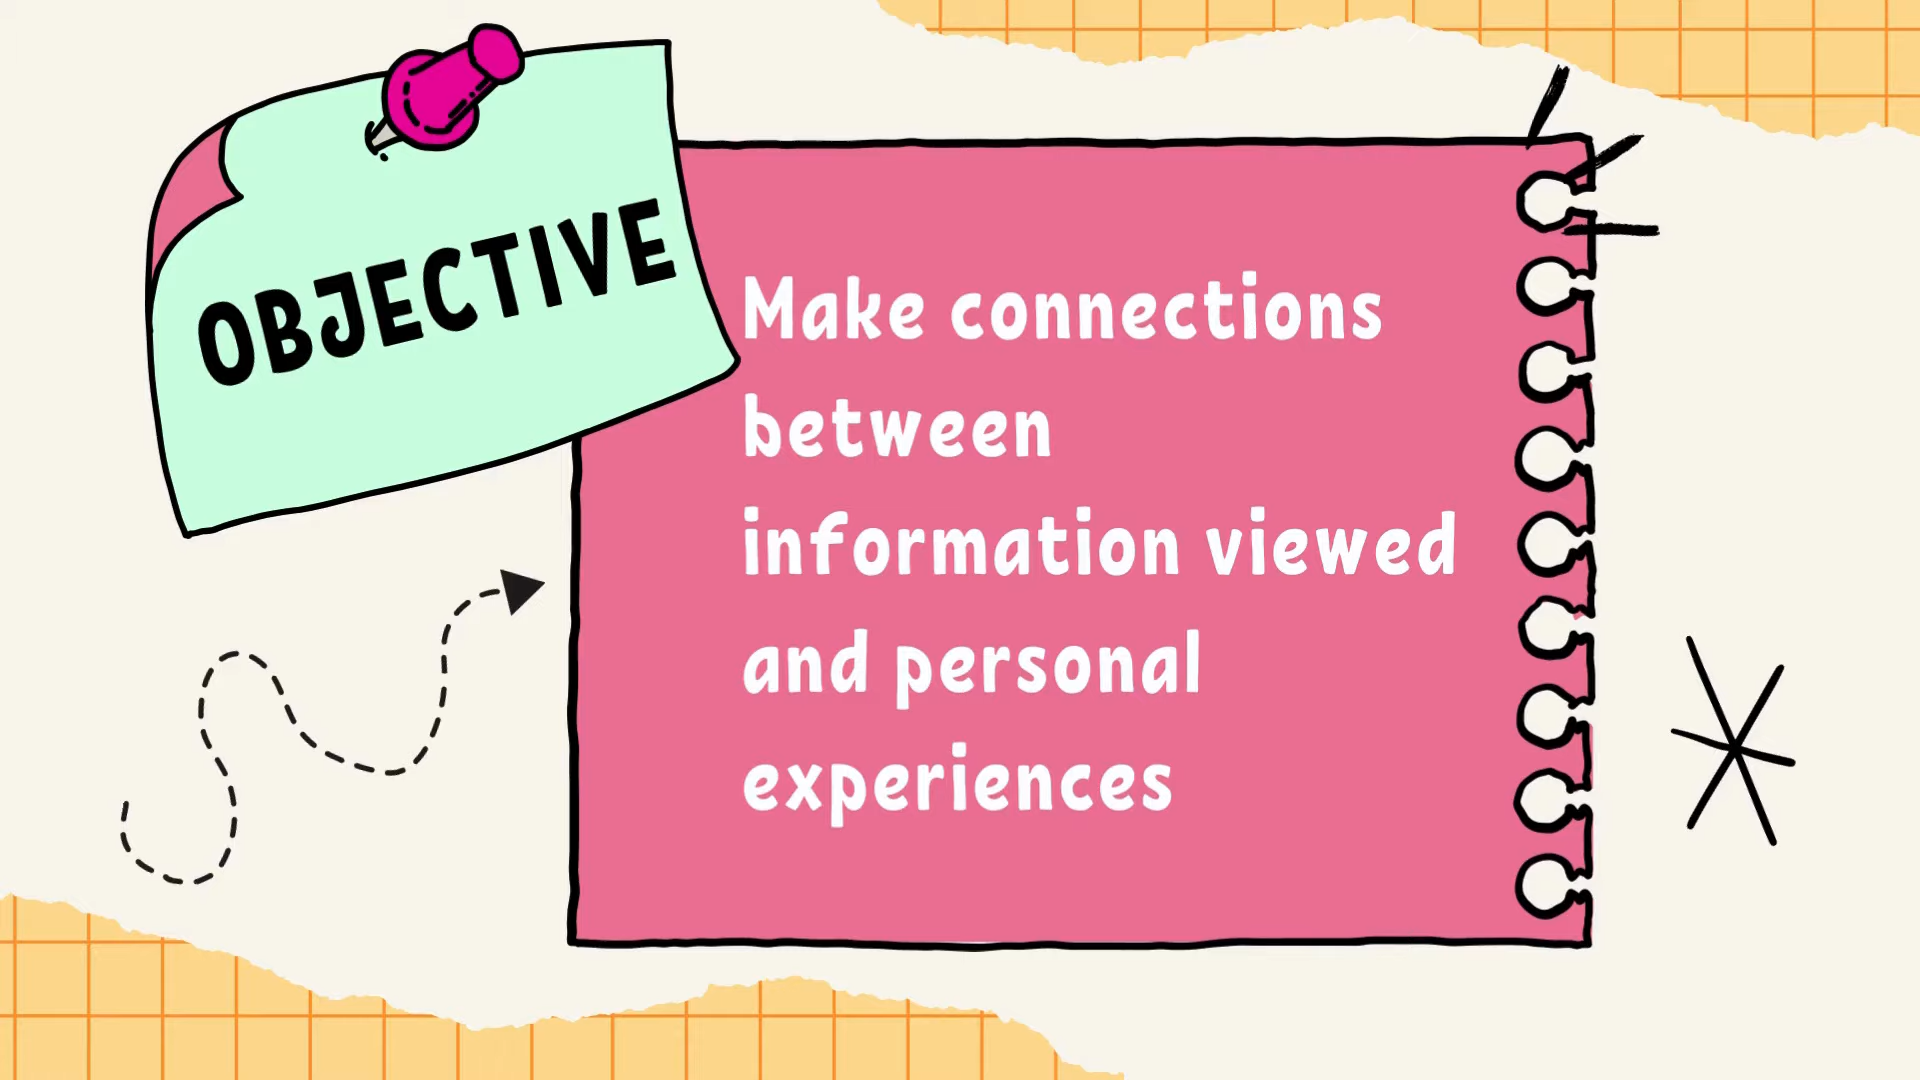 OBJECTIVE
Make connections
between
information viewed
and personal
experiences